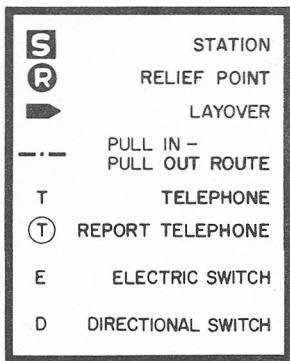 S STATION
R RELIEF POINT
LAYOVER
PULL IN –
PULL OUT ROUTE
T TELEPHONE
T REPORT TELEPHONE
E ELECTRIC SWITCH
D DIRECTIONAL SWITCH